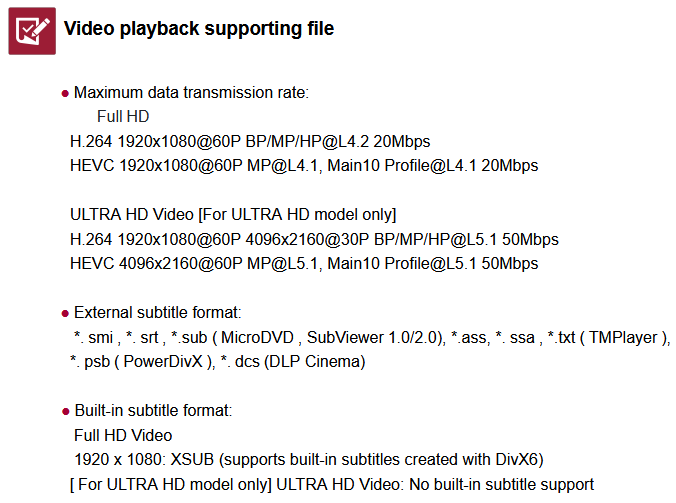 Video playback supporting file
● Maximum data transmission rate:
Full HD
H.264 1920x1080@60P BP/MP/HP@L4.2 20Mbps
HEVC 1920x1080@60P MP@L4.1, Main10 Profile@L4.1 20Mbps
ULTRA HD Video [For ULTRA HD model only]
H.264 1920x1080@60P 4096x2160@30P BP/MP/HP@L5.1 50Mbps
HEVC 4096x2160@60P MP@L5.1, Main10 Profile@L5.1 50Mbps
● External subtitle format:
*. smi , *. srt , *.sub ( MicroDVD , SubViewer 1.0/2.0), *.ass, *. ssa , *.txt ( TMPlayer ),
*. psb ( PowerDivX ), *. dcs (DLP Cinema)
● Built-in subtitle format:
Full HD Video
1920 x 1080: XSUB (supports built-in subtitles created with DivX6)
[ For ULTRA HD model only] ULTRA HD Video: No built-in subtitle support